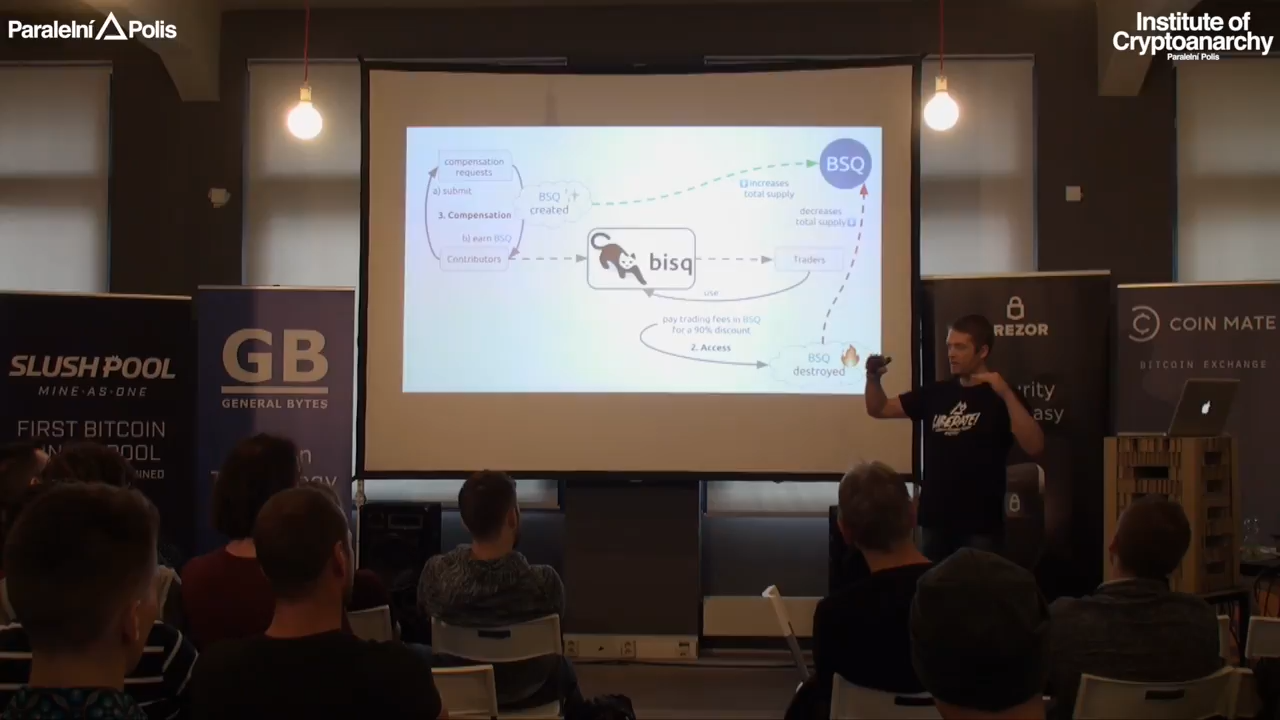 Paralelní Polis
Institute of
Cryptoanarchy
Paralelní Polis
compensation
requests
a) submit
BSQ
created
3. Compensation
b) earn BSQ
Contributors
bisq
increases
total supply
BSQ
decreases
total supply
Traders
use
pay trading fees in BSQ
for a 90% discount
2. Access
BSQ
destroyed
SLUSHPOOL
MINE-AS-ONE
FIRST BITCOIN
POOL
GB
GENERAL BYTES
REZOR
COIN MATE
BITCOIN EXCHANGE
LIBERATE!